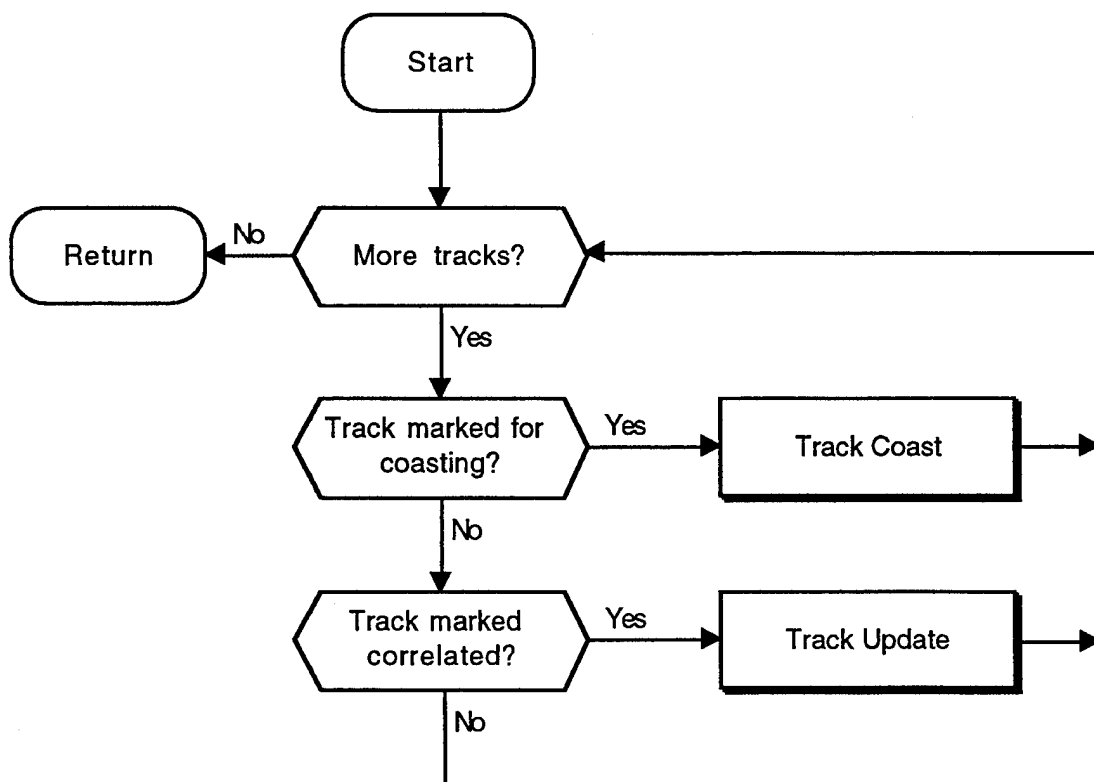 Start
No
Return
More tracks?
Yes
Track marked for
coasting?
Yes
Track Coast
No
Track marked
correlated?
Yes
Track Update
No